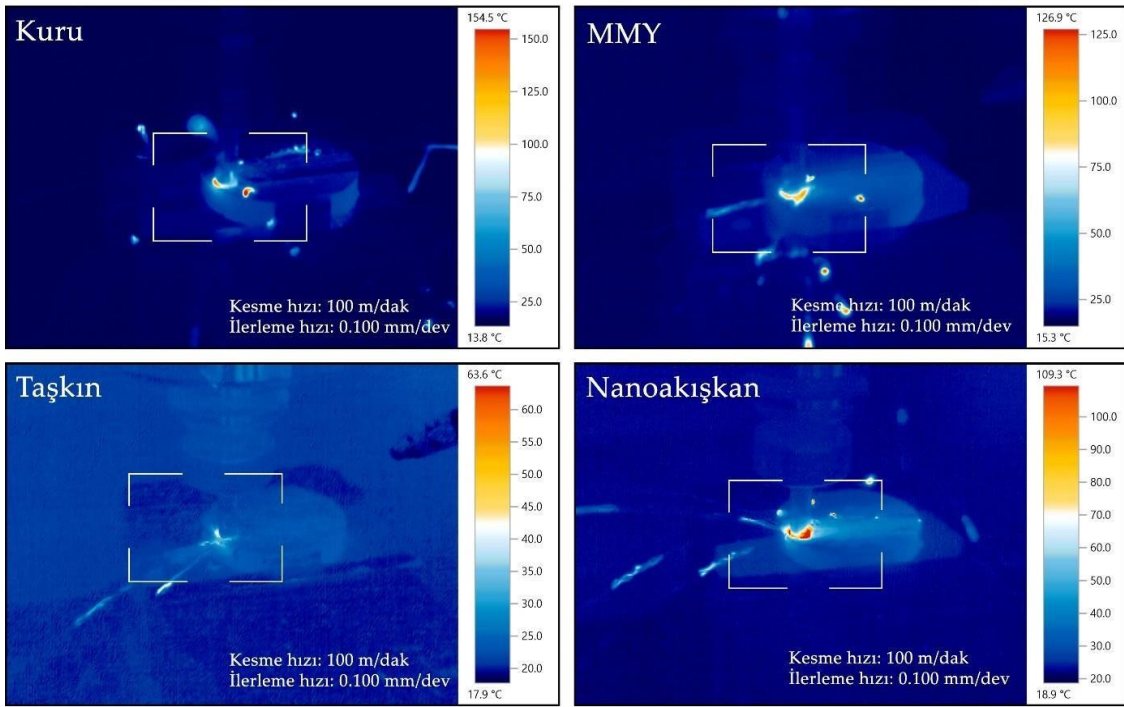 Kuru
154.5 °C
150.0
125.0
100.0
75.0
50.0
25.0
13.8 °C
Kesme hızı: 100 m/dak
İlerleme hızı: 0.100 mm/dev
MMY
126.9 °C
125.0
100.0
75.0
50.0
25.0
15.3 °C
Kesme hızı: 100 m/dak
İlerleme hızı: 0.100 mm/dev
Taşkın
63.6 °C
60.0
55.0
50.0
45.0
40.0
35.0
30.0
25.0
20.0
17.9 °C
Kesme hızı: 100 m/dak
İlerleme hızı: 0.100 mm/dev
Nanoakışkan
109.3 °C
100.0
90.0
80.0
70.0
60.0
50.0
40.0
30.0
20.0
18.9 °C
Kesme hızı: 100 m/dak
İlerleme hızı: 0.100 mm/dev